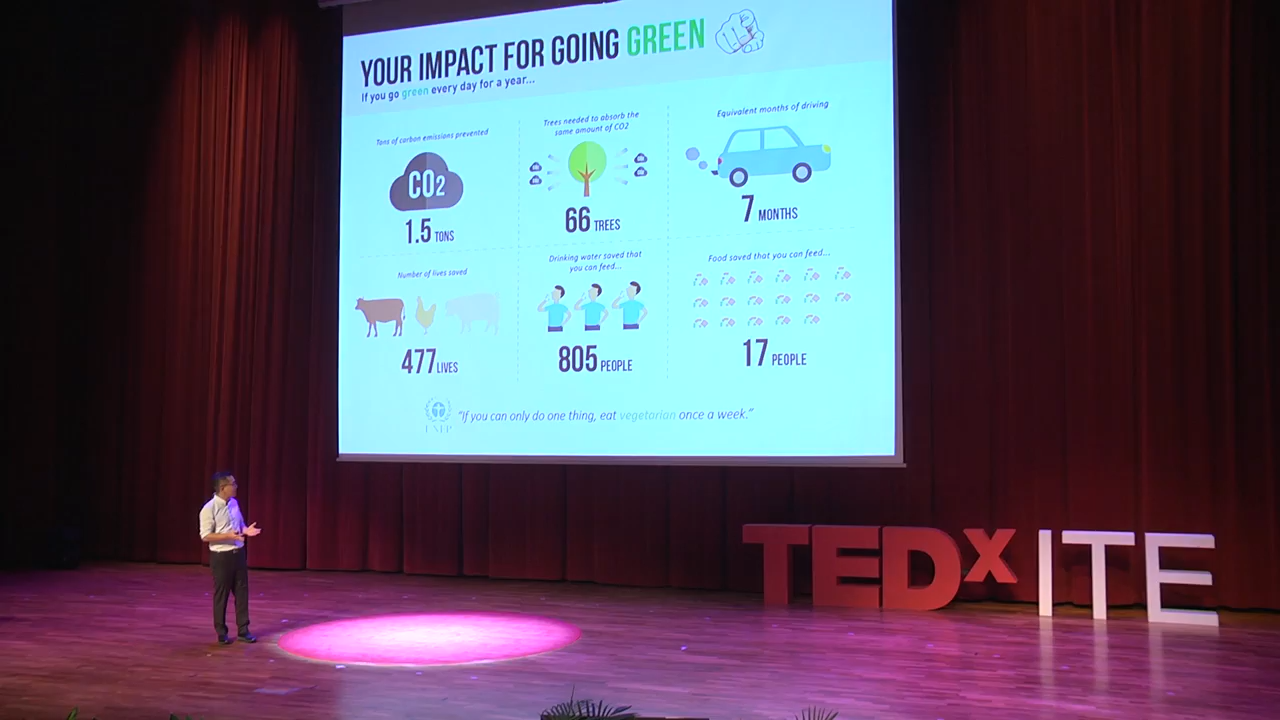 YOUR IMPACT FOR GOING GREEN
If you go green every day for a year...
Tons of carbon emissions prevented
CO2
1.5 TONS
Trees needed to absorb the
same amount of CO2
66 TREES
Equivalent months of driving
7 MONTHS
Number of lives saved
477 LIVES
Drinking water saved that
you can feed...
805 PEOPLE
Food saved that you can feed...
17 PEOPLE
UNEP
"If you can only do one thing, eat vegetarian once a week."
TEDx ITE